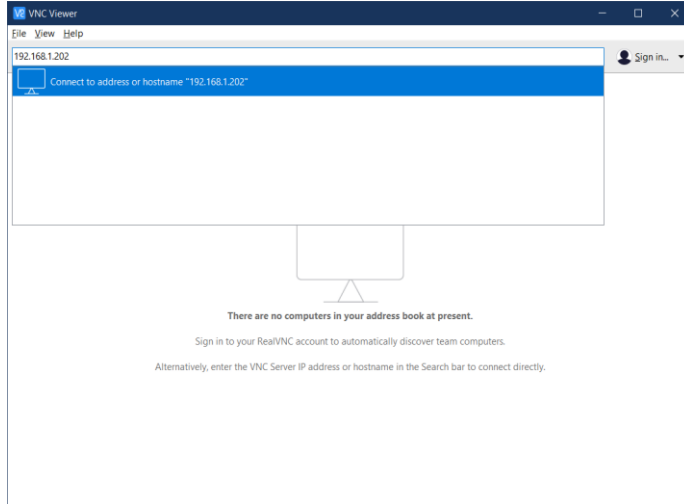 VNC Viewer
File View Help
192.168.1.202
Sign in...
Connect to address or hostname "192.168.1.202"
There are no computers in your address book at present.
Sign in to your RealVNC account to automatically discover team computers.
Alternatively, enter the VNC Server IP address or hostname in the Search bar to connect directly.